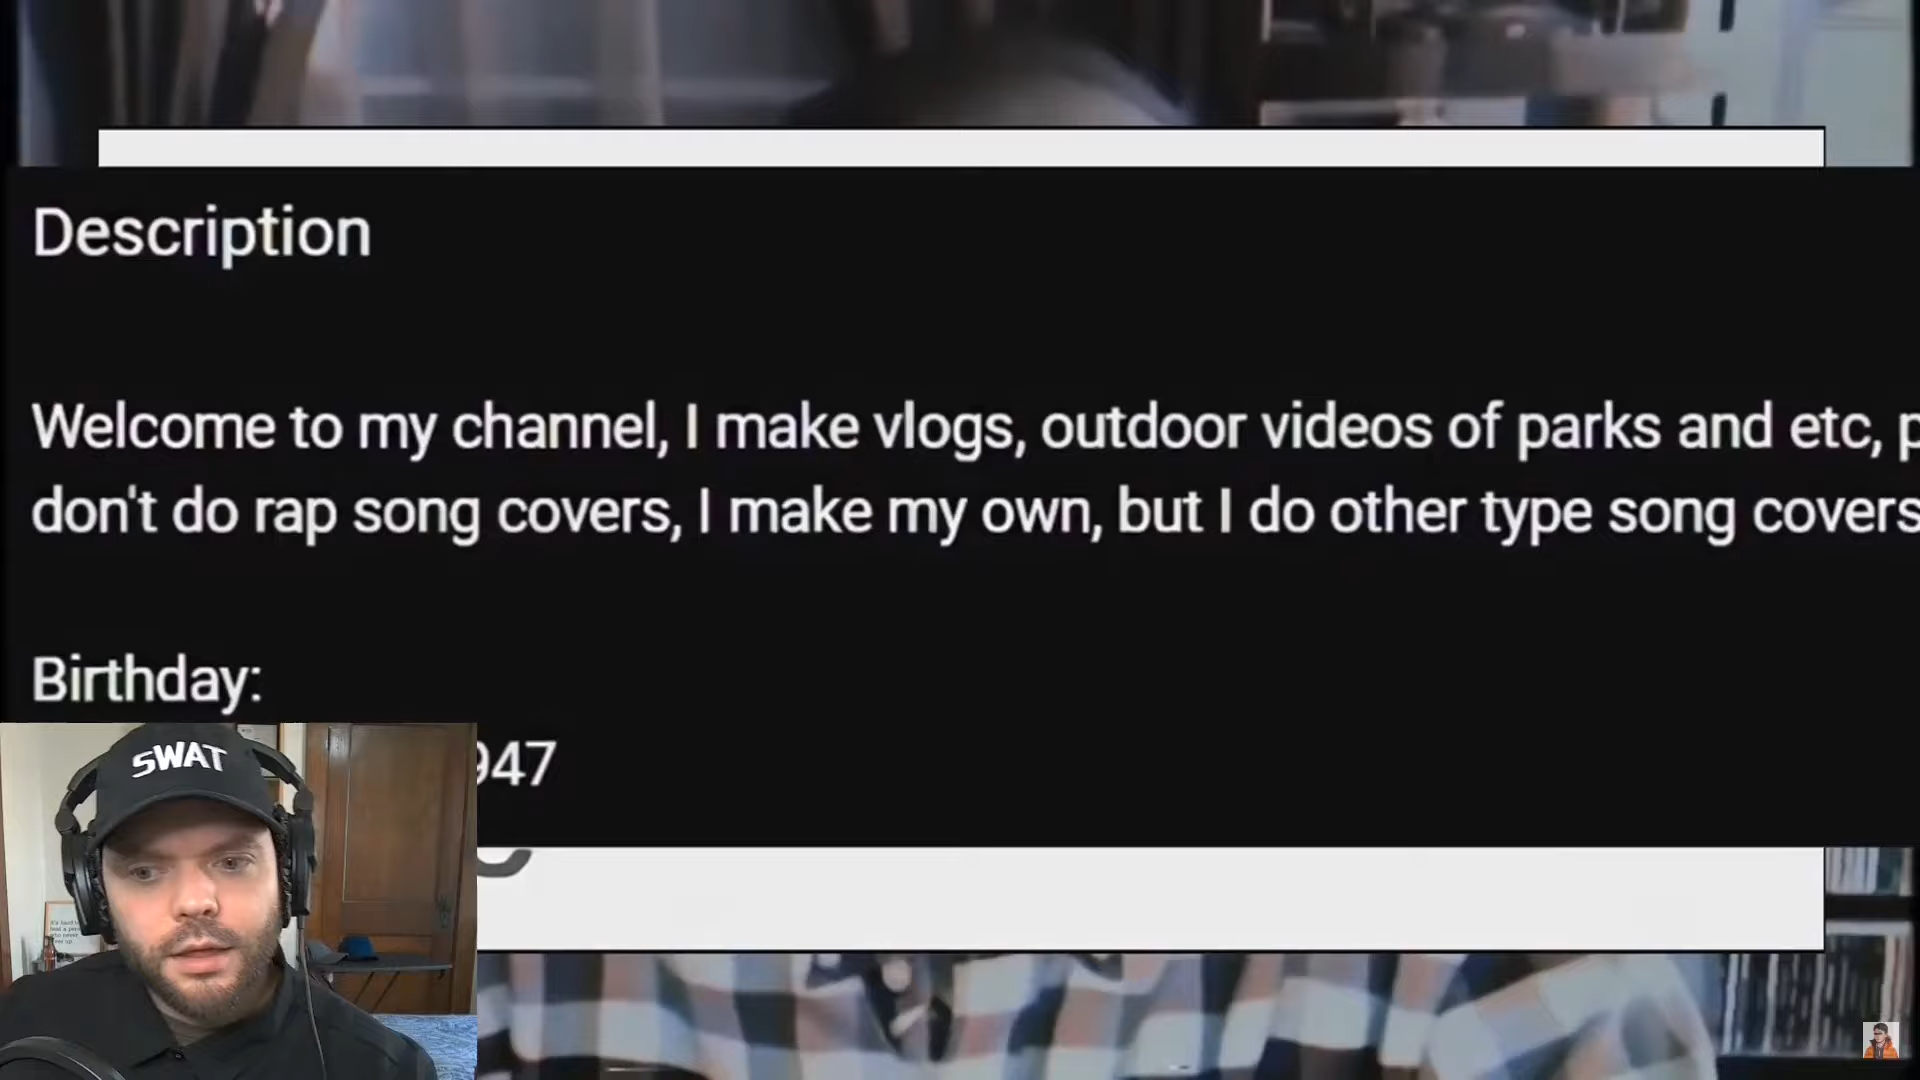 Description
Welcome to my channel, I make vlogs, outdoor videos of parks and etc, p
don't do rap song covers, I make my own, but I do other type song covers
Birthday:
947
SWAT